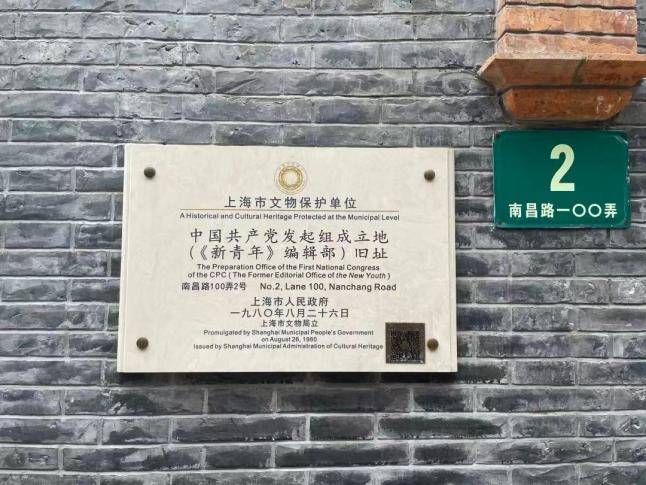 上海市文物保护单位
A Historical and Cultural Heritage Protected at the Municipal Level
中国共产党发起组成立地
(《新青年》编辑部)旧址
The Preparation Office of the First National Congress
of the CPC ( The Former Editorial Office of the New Youth )
南昌路100弄2号 No.2, Lane 100, Nanchang Road
上海市人民政府
一九八〇年八月二十六日
上海市文物局立
Promulgated by Shanghai Municipal People's Government
on August 26, 1980
Issued by Shanghai Municipal Administration of Cultural Heritage
2
南昌路一〇〇弄